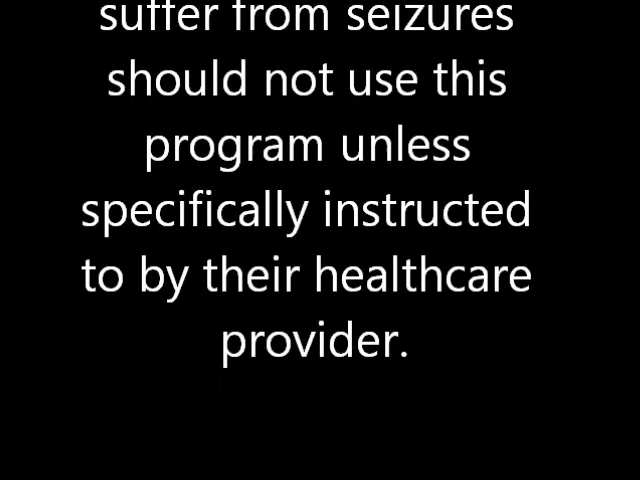 suffer from seizures
should not use this
program unless
specifically instructed
to by their healthcare
provider.